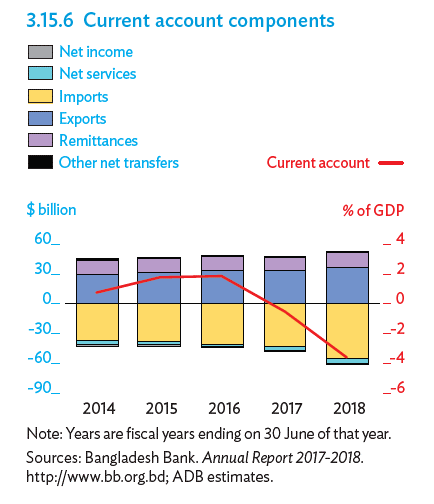 3.15.6 Current account components
Net income
Net services
Imports
Exports
Remittances
Other net transfers
Current account
$ billion
% of GDP
60
4
30
2
0
0
-30
-2
-60
-4
-90
-6
2014 2015 2016 2017 2018
Note: Years are fiscal years ending on 30 June of that year.
Sources: Bangladesh Bank. Annual Report 2017–2018.
http://www.bb.org.bd; ADB estimates.